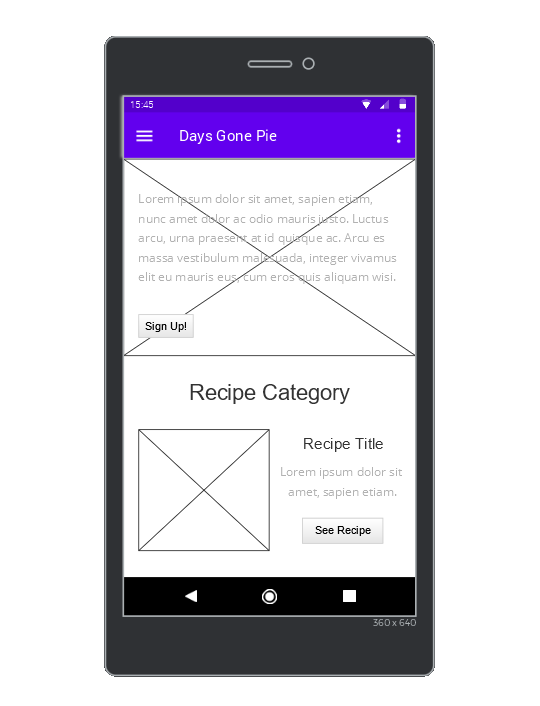 15:45
Days Gone Pie
Lorem ipsum dolor sit amet, sapien etiam,
nunc amet dolor ac odio mauris justo. Luctus
arcu, urna praesent at id quisque ac. Arcu es
massa vestibulum malesuada, integer vivamus
elit eu mauris eus, cum eros quis aliquam wisi.
Sign Up!
Recipe Category
Recipe Title
Lorem ipsum dolor sit
amet, sapien etiam.
See Recipe
360 x 640